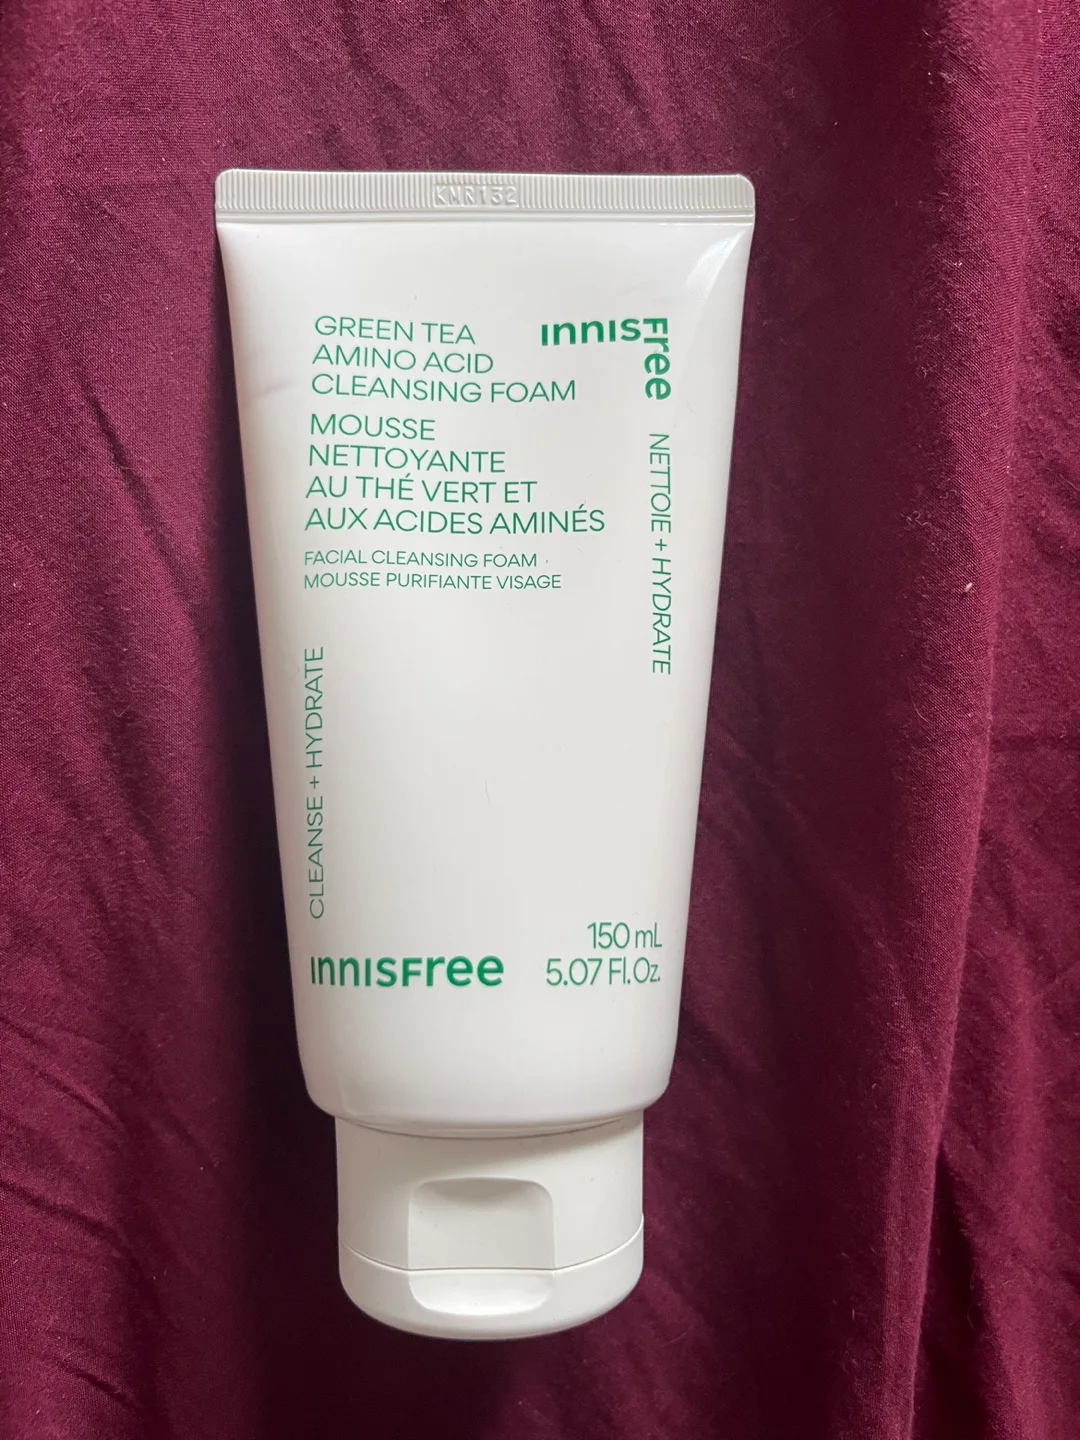 KMR132
GREEN TEA
AMINO ACID
CLEANSING FOAM
MOUSSE
NETTOYANTE
AU THÉ VERT ET
AUX ACIDES AMINÉS
FACIAL CLEANSING FOAM
MOUSSE PURIFIANTE VISAGE
innisfree
NETTOIE + HYDRATE
CLEANSE + HYDRATE
innisfree
150 mL
5.07 Fl.Oz.